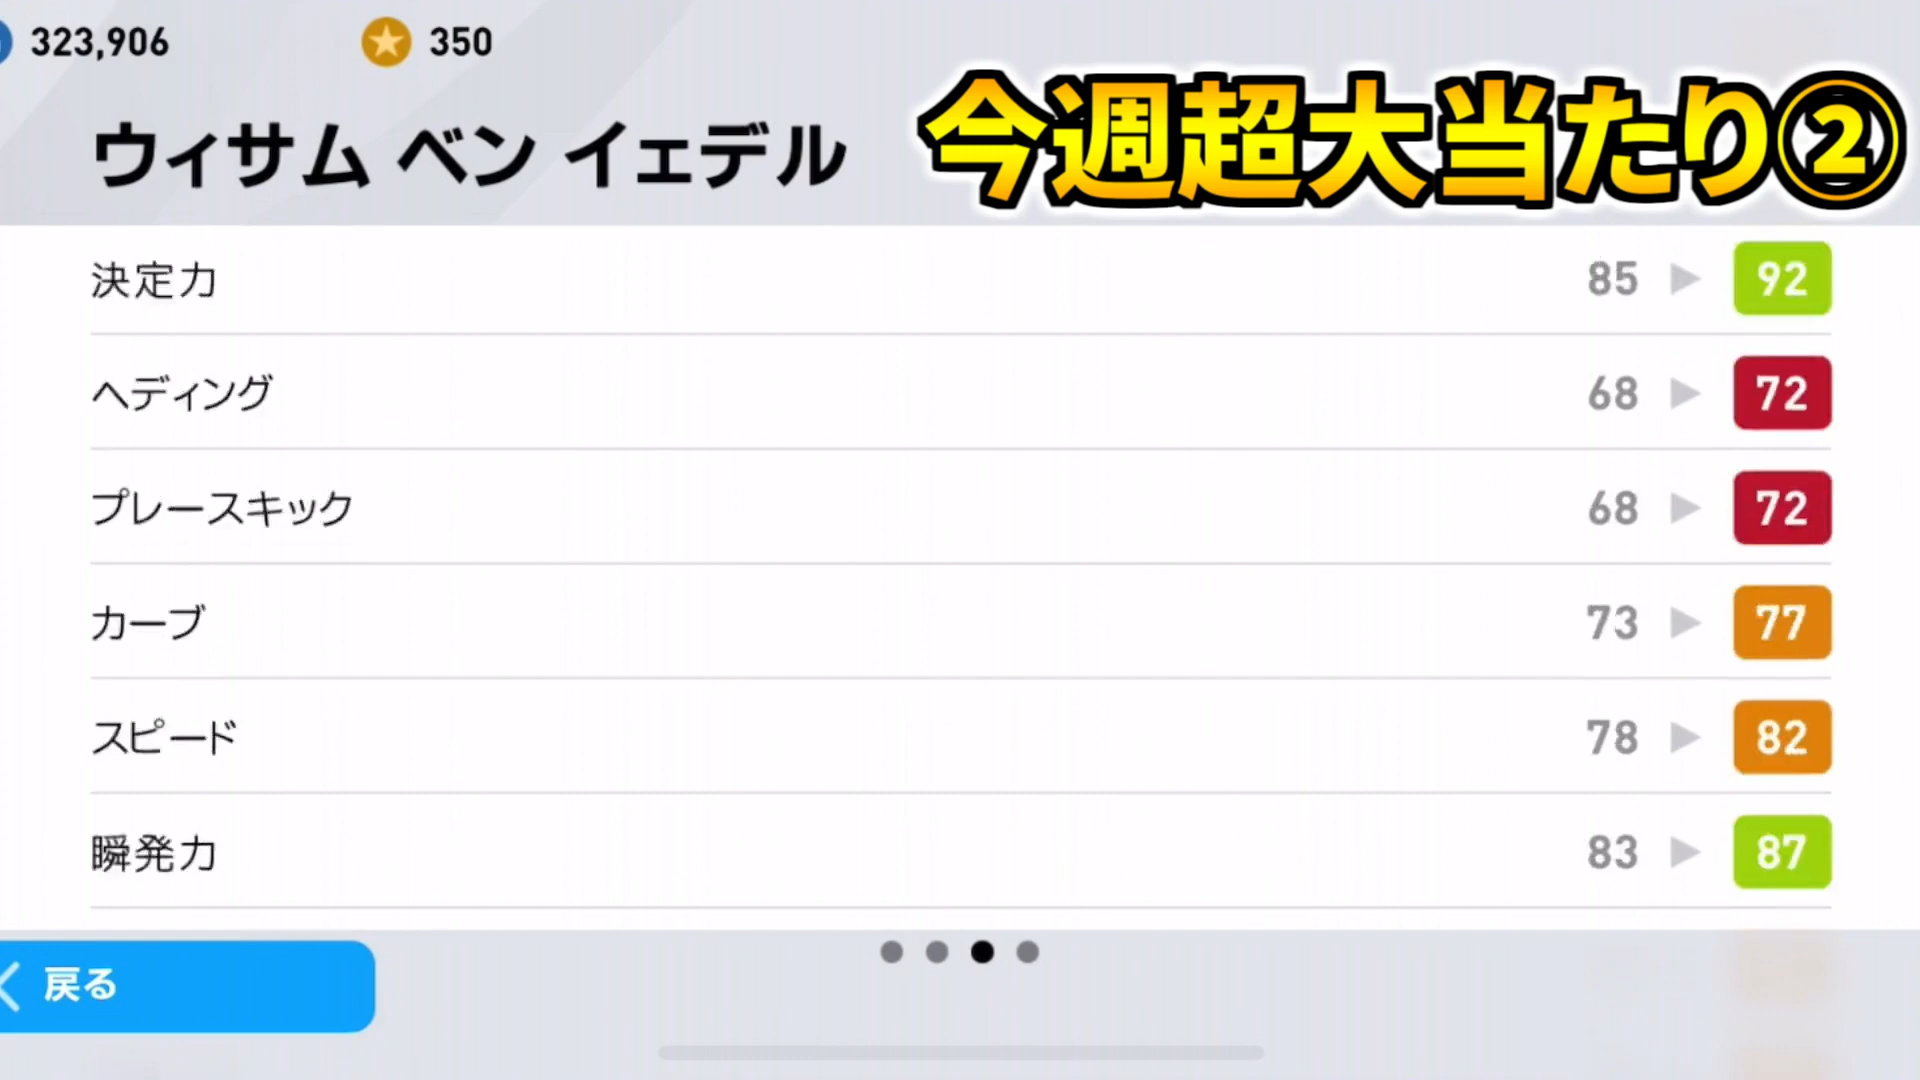 323,906 350
ウィサム ベン イェデル
今週超大当たり②
決定力 85 ▶ 92
ヘディング 68 ▶ 72
プレースキック 68 ▶ 72
カーブ 73 ▶ 77
スピード 78 ▶ 82
瞬発力 83 ▶ 87
戻る